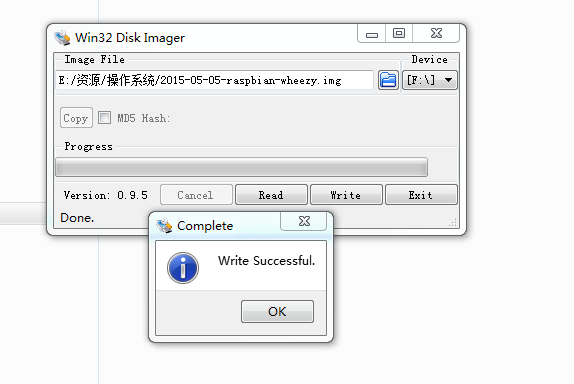 Win32 Disk Imager
Image File
Device
E:/资源/操作系统/2015-05-05-raspbian-wheezy.img
[F:\]
Copy
MD5 Hash:
Progress
Version: 0.9.5
Cancel
Read
Write
Exit
Done.
Complete
Write Successful.
OK